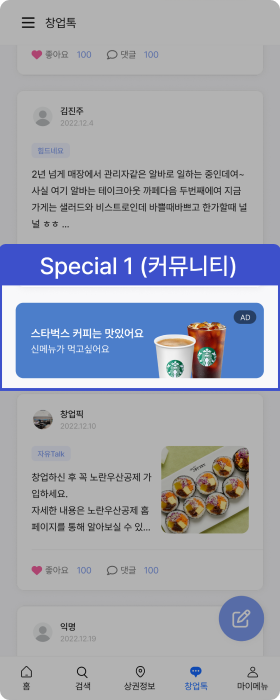 창업톡
좋아요 100 댓글 100
김진주
2022.12.4
힘드네요
2년 넘게 매장에서 관리자같은 알바로 일하는 중인데여~
사실 여기 알바는 테이크아웃 까페다음 두번째에여 지금
가게는 샐러드와 비스트로인데 바쁠때바쁘고 한가할때 널
널 ㅎㅎ ...
Special 1 (커뮤니티)
AD
스타벅스 커피는 맛있어요
신메뉴가 먹고싶어요
창업픽
2022.12.10
자유Talk
창업하신 후 꼭 노란우산공제 가
입하세요.
자세한 내용은 노란우산공제 홈
페이지를 통해 알아보실 수 있...
좋아요 100 댓글 100
익명
2022.12.19
홈 검색 상권정보 창업톡 마이메뉴